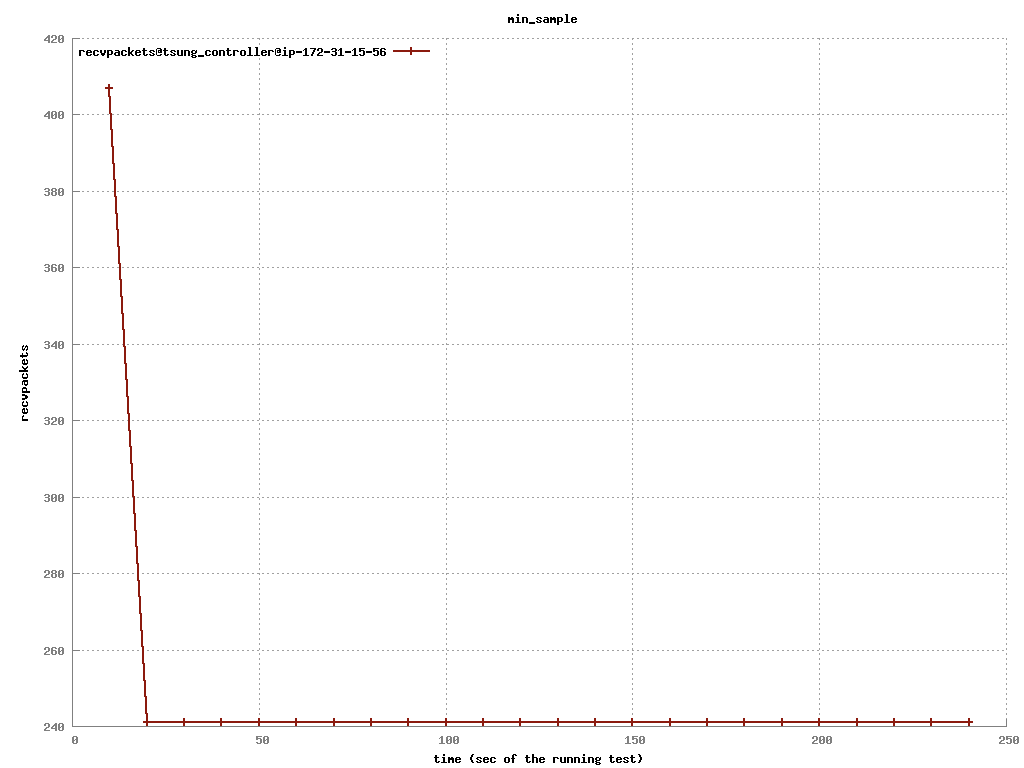 min_sample
420
recvpackets@tsung_controller@ip-172-31-15-56
400
380
360
340
recvpackets
320
300
280
260
240
0 50 100 150 200 250
time (sec of the running test)